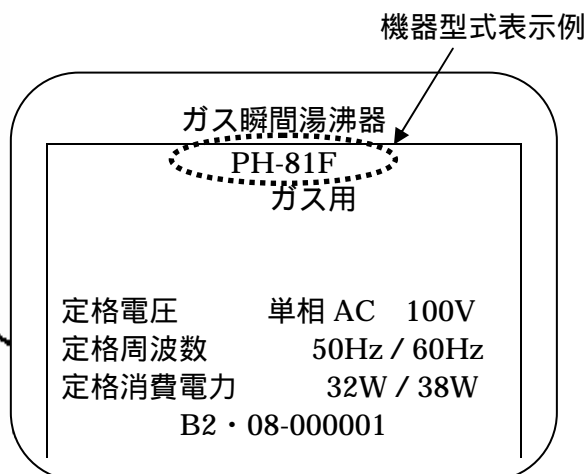 機器型式表示例
ガス瞬間湯沸器
PH-81F
ガス用
定格電圧 単相 AC 100V
定格周波数 50Hz / 60Hz
定格消費電力 32W / 38W
B2・08-000001